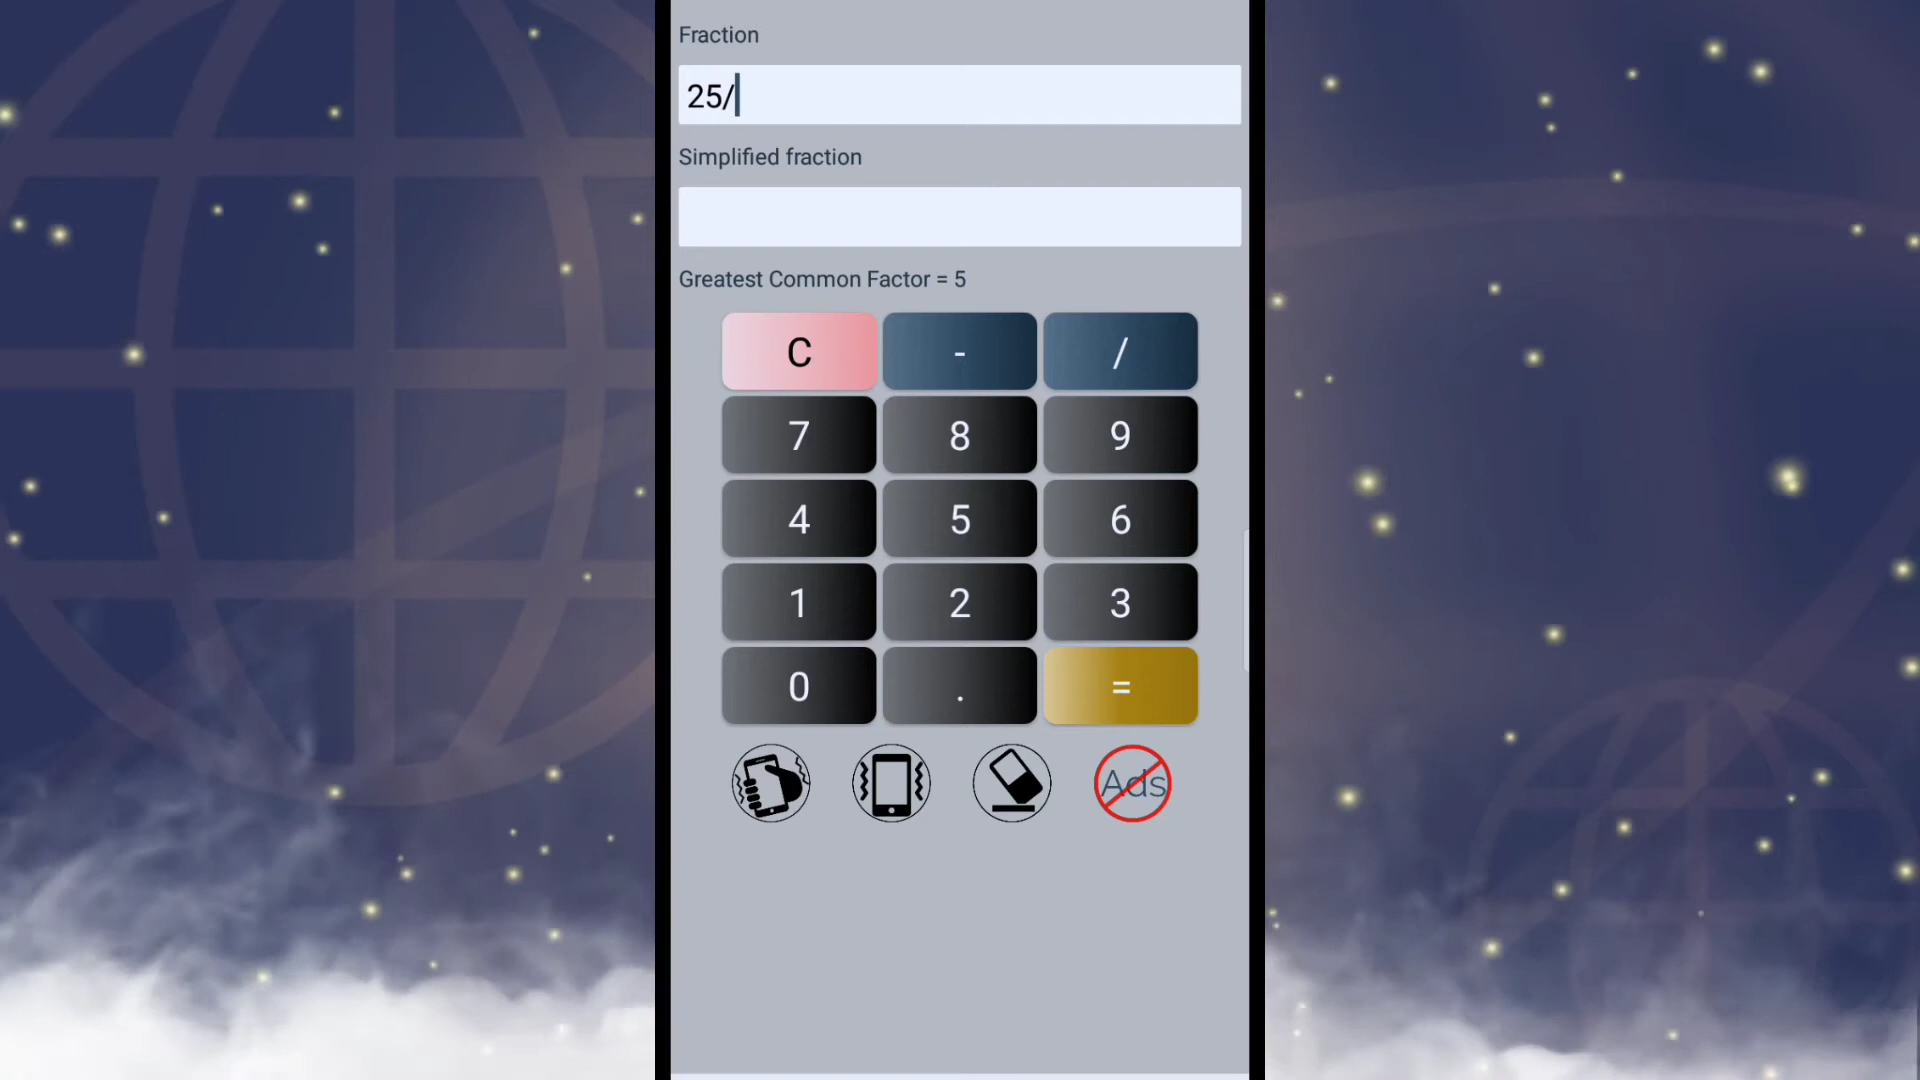 Fraction
25/
Simplified fraction
Greatest Common Factor = 5
C - /
7 8 9
4 5 6
1 2 3
0 . =
Ads